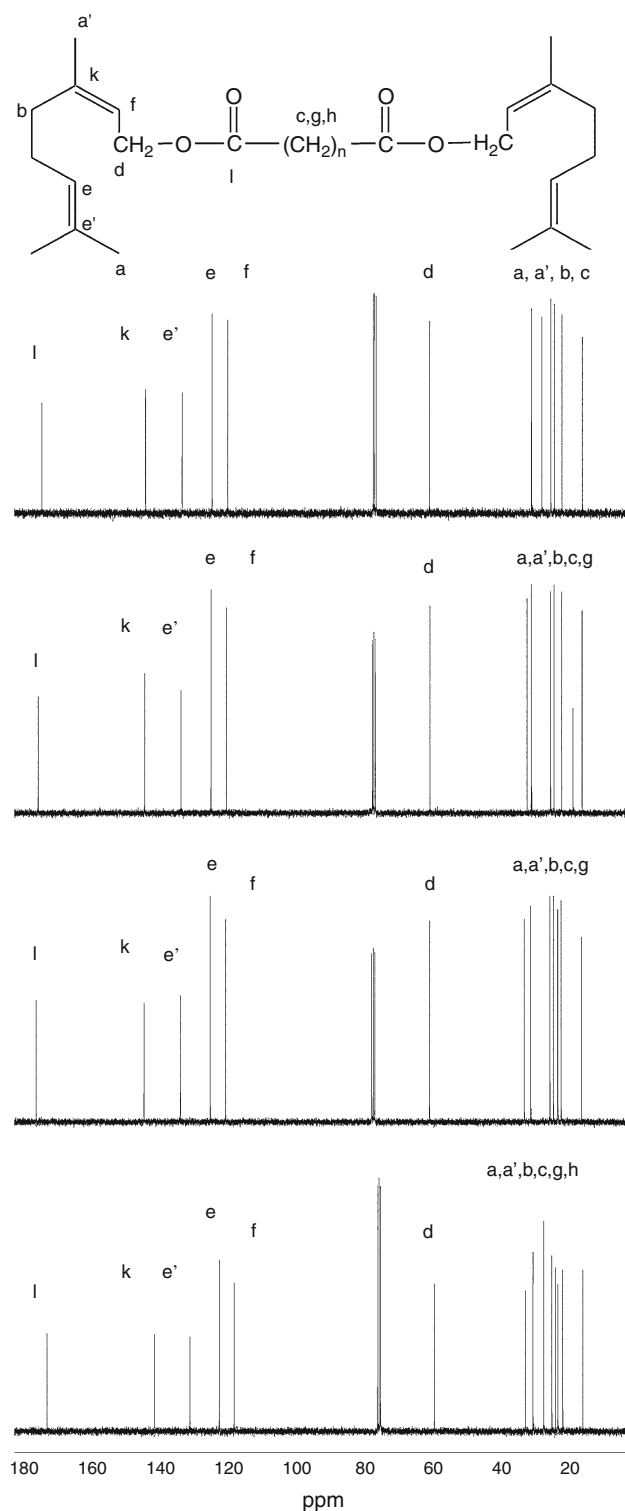 a'
k
b
f
O
O
c,g,h
CH2
O
C
(CH2)n
C
O
H2C
d
l
e
e'
a
e
f
d
a, a', b, c
k
e'
l
e
f
d
a,a',b,c,g
k
e'
l
e
f
d
a,a',b,c,g
k
e'
l
a,a',b,c,g,h
e
f
d
k
e'
l
180 160 140 120 100 80 60 40 20
ppm